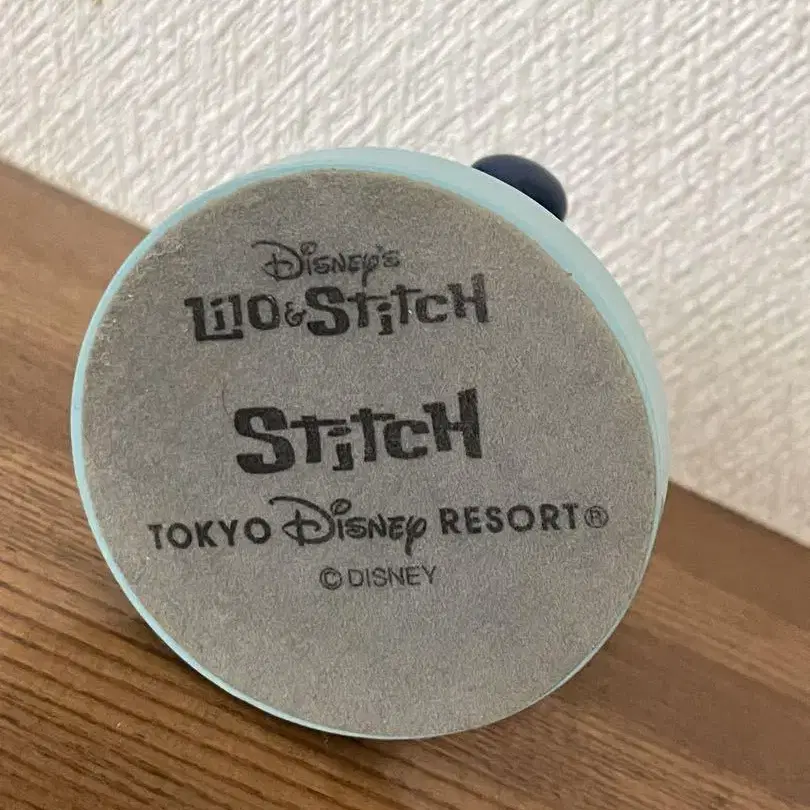 Disney's
Lilo & Stitch
Stitch
TOKYO Disney RESORT®
© DISNEY